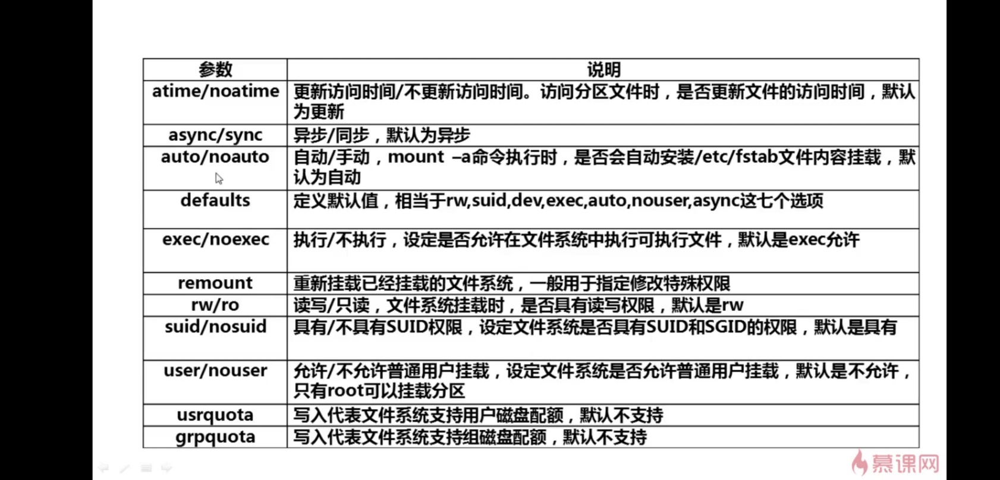 参数
说明
atime/noatime
更新访问时间/不更新访问时间。访问分区文件时，是否更新文件的访问时间，默认
为更新
async/sync
异步/同步，默认为异步
auto/noauto
自动/手动，mount –a命令执行时，是否会自动安装/etc/fstab文件内容挂载，默
认为自动
defaults
定义默认值，相当于rw,suid,dev,exec,auto,nouser,async这七个选项
exec/noexec
执行/不执行，设定是否允许在文件系统中执行可执行文件，默认是exec允许
remount
重新挂载已经挂载的文件系统，一般用于指定修改特殊权限
rw/ro
读写/只读，文件系统挂载时，是否具有读写权限，默认是rw
suid/nosuid
具有/不具有SUID权限，设定文件系统是否具有SUID和SGID的权限，默认是具有
user/nouser
允许/不允许普通用户挂载，设定文件系统是否允许普通用户挂载，默认是不允许，
只有root可以挂载分区
usrquota
写入代表文件系统支持用户磁盘配额，默认不支持
grpquota
写入代表文件系统支持组磁盘配额，默认不支持
慕课网